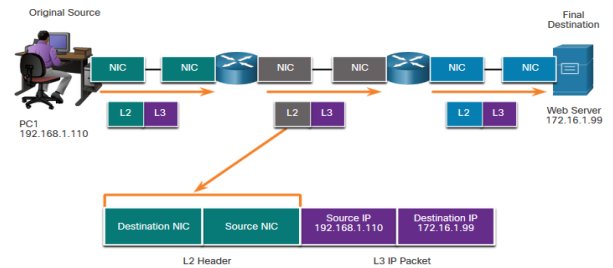 Original Source
Final
Destination
NIC
NIC
NIC
NIC
NIC
NIC
L2
L3
L2
L3
L2
L3
PC1
192.168.1.110
Web Server
172.16.1.99
Destination NIC
Source NIC
Source IP
192.168.1.110
Destination IP
172.16.1.99
L2 Header
L3 IP Packet